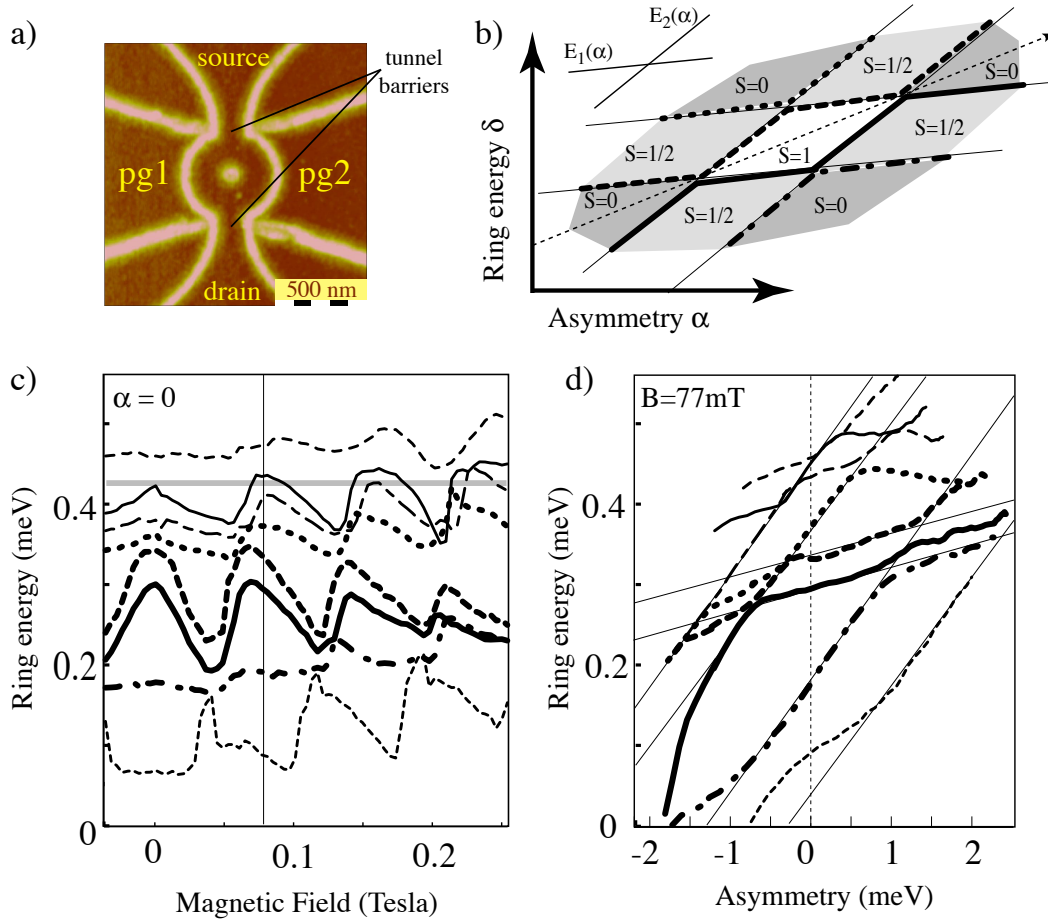 a)
source
tunnel
barriers
pg1
pg2
drain
500 nm
b)
E1(α)
E2(α)
S=0
S=1/2
S=0
S=1/2
S=1
S=1/2
S=0
S=1/2
S=0
Ring energy δ
Asymmetry α
c)
α = 0
Ring energy (meV)
0.4
0.2
0
0
0.1
0.2
Magnetic Field (Tesla)
d)
B=77mT
Ring energy (meV)
0.4
0.2
0
-2
-1
0
1
2
Asymmetry (meV)